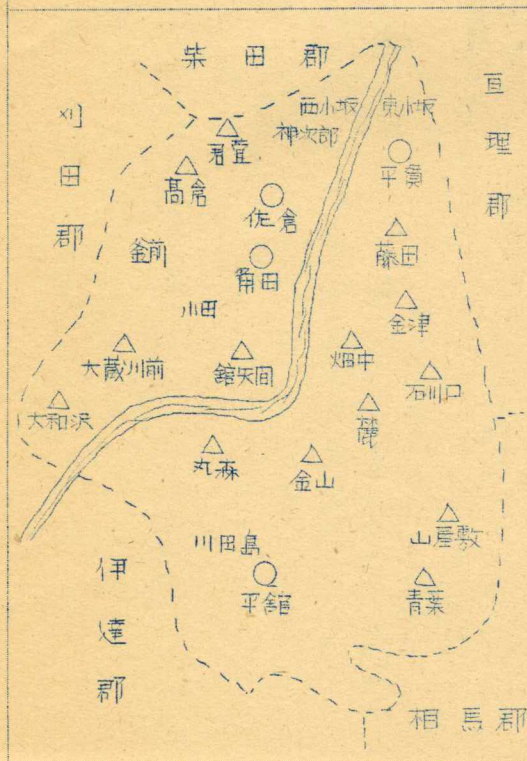 柴田郡
亘理郡
刈田郡
西小坂
東小坂
神次郎
君萱
平貫
高倉
佐倉
藤田
金前
角田
小田
金津
大蔵川前
舘矢間
畑中
石川口
大和沢
麓
丸森
金山
川田島
山屋敷
平舘
青葉
伊達郡
相馬郡